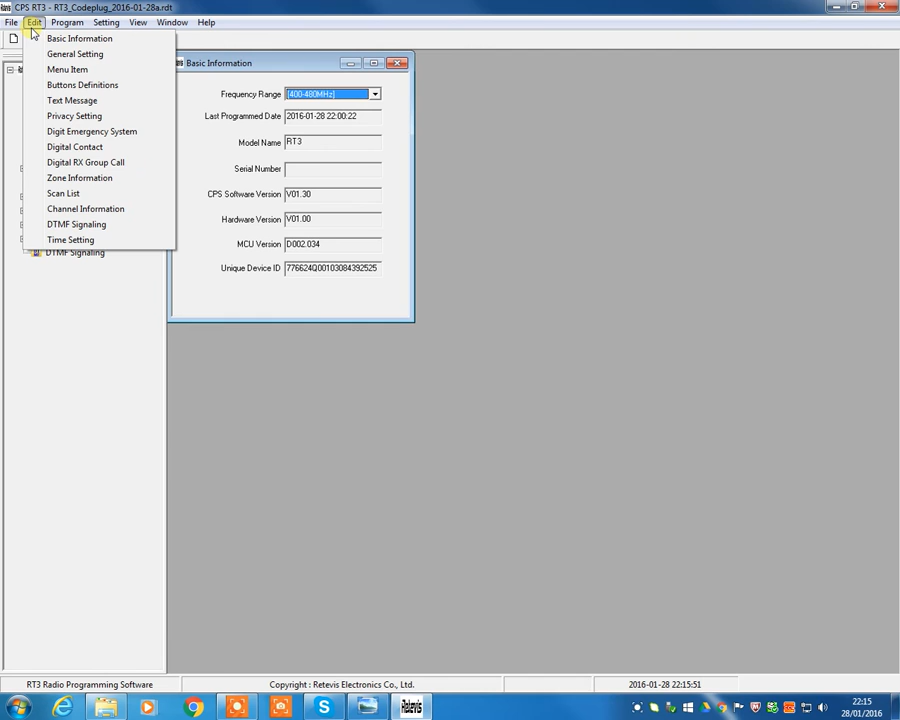 CPS RT3 - RT3_Codeplug_2016-01-28a.rdt
File Edit Program Setting View Window Help
Basic Information
General Setting
Menu Item
Buttons Definitions
Text Message
Privacy Setting
Digit Emergency System
Digital Contact
Digital RX Group Call
Zone Information
Scan List
Channel Information
DTMF Signaling
Time Setting
DTMF Signaling
Basic Information
Frequency Range [400-480MHz]
Last Programmed Date 2016-01-28 22:00:22
Model Name RT3
Serial Number
CPS Software Version V01.30
Hardware Version V01.00
MCU Version D002.034
Unique Device ID 776624Q00103084392525
RT3 Radio Programming Software
Copyright : Retevis Electronics Co., Ltd.
2016-01-28 22:15:51
Retevis
22:15
28/01/2016